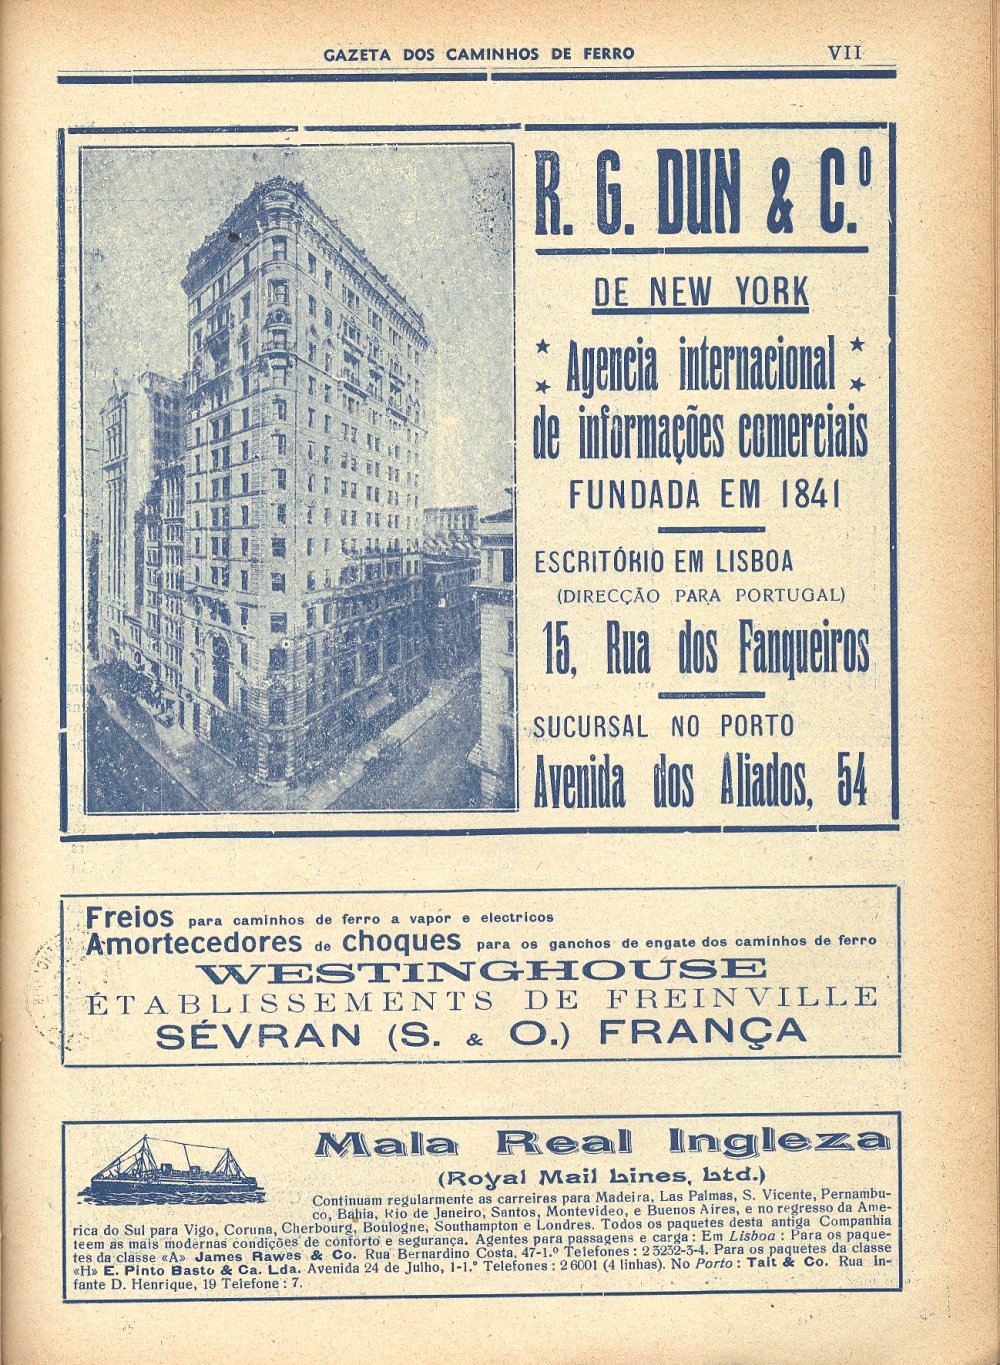 GAZETA DOS CAMINHOS DE FERRO
VII
R. G. DUN & C.º
DE NEW YORK
Agencia internacional
de informações comerciais
FUNDADA EM 1841
ESCRITÓRIO EM LISBOA
(DIRECÇÃO PARA PORTUGAL)
15, Rua dos Fanqueiros
SUCURSAL NO PORTO
Avenida dos Aliados, 54
Freios para caminhos de ferro a vapor e electricos
Amortecedores de choques para os ganchos de engate dos caminhos de ferro
WESTINGHOUSE
ÉTABLISSEMENTS DE FREINVILLE
SÉVRAN (S. & O.) FRANÇA
Mala Real Ingleza
(Royal Mail Lines, Ltd.)
Continuam regularmente as carreiras para Madeira, Las Palmas, S. Vicente, Pernambu-
co, Bahia, Rio de Janeiro, Santos, Montevideo, e Buenos Aires, e no regresso da Ame-
rica do Sul para Vigo, Coruna, Cherbourg, Boulogne, Southampton e Londres. Todos os paquetes desta antiga Companhia
teem as mais modernas condições de conforto e segurança. Agentes para passagens e carga: Em Lisboa: Para os paque-
tes da classe «A» James Rawes & Co. Rua Bernardino Costa, 47-1.º Telefones: 23232-3-4. Para os paquetes da classe
«H» E. Pinto Basto & Ca. Lda. Avenida 24 de Julho, 1-1.º Telefones: 26001 (4 linhas). No Porto: Tait & Co. Rua In-
fante D. Henrique, 19 Telefone: 7.